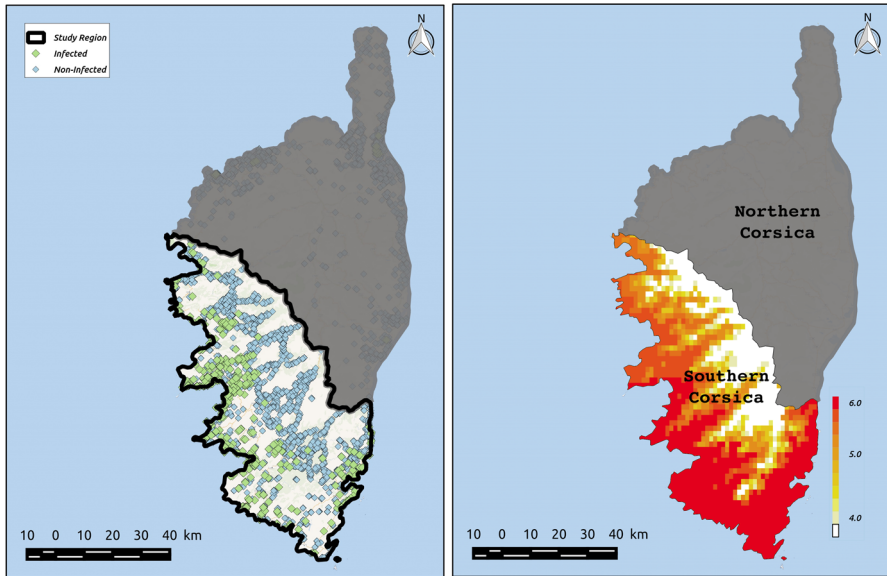 N
Study Region
Infected
Non-Infected
10 0 10 20 30 40 km
N
Northern
Corsica
Southern
Corsica
6.0
5.0
4.0
10 0 10 20 30 40 km